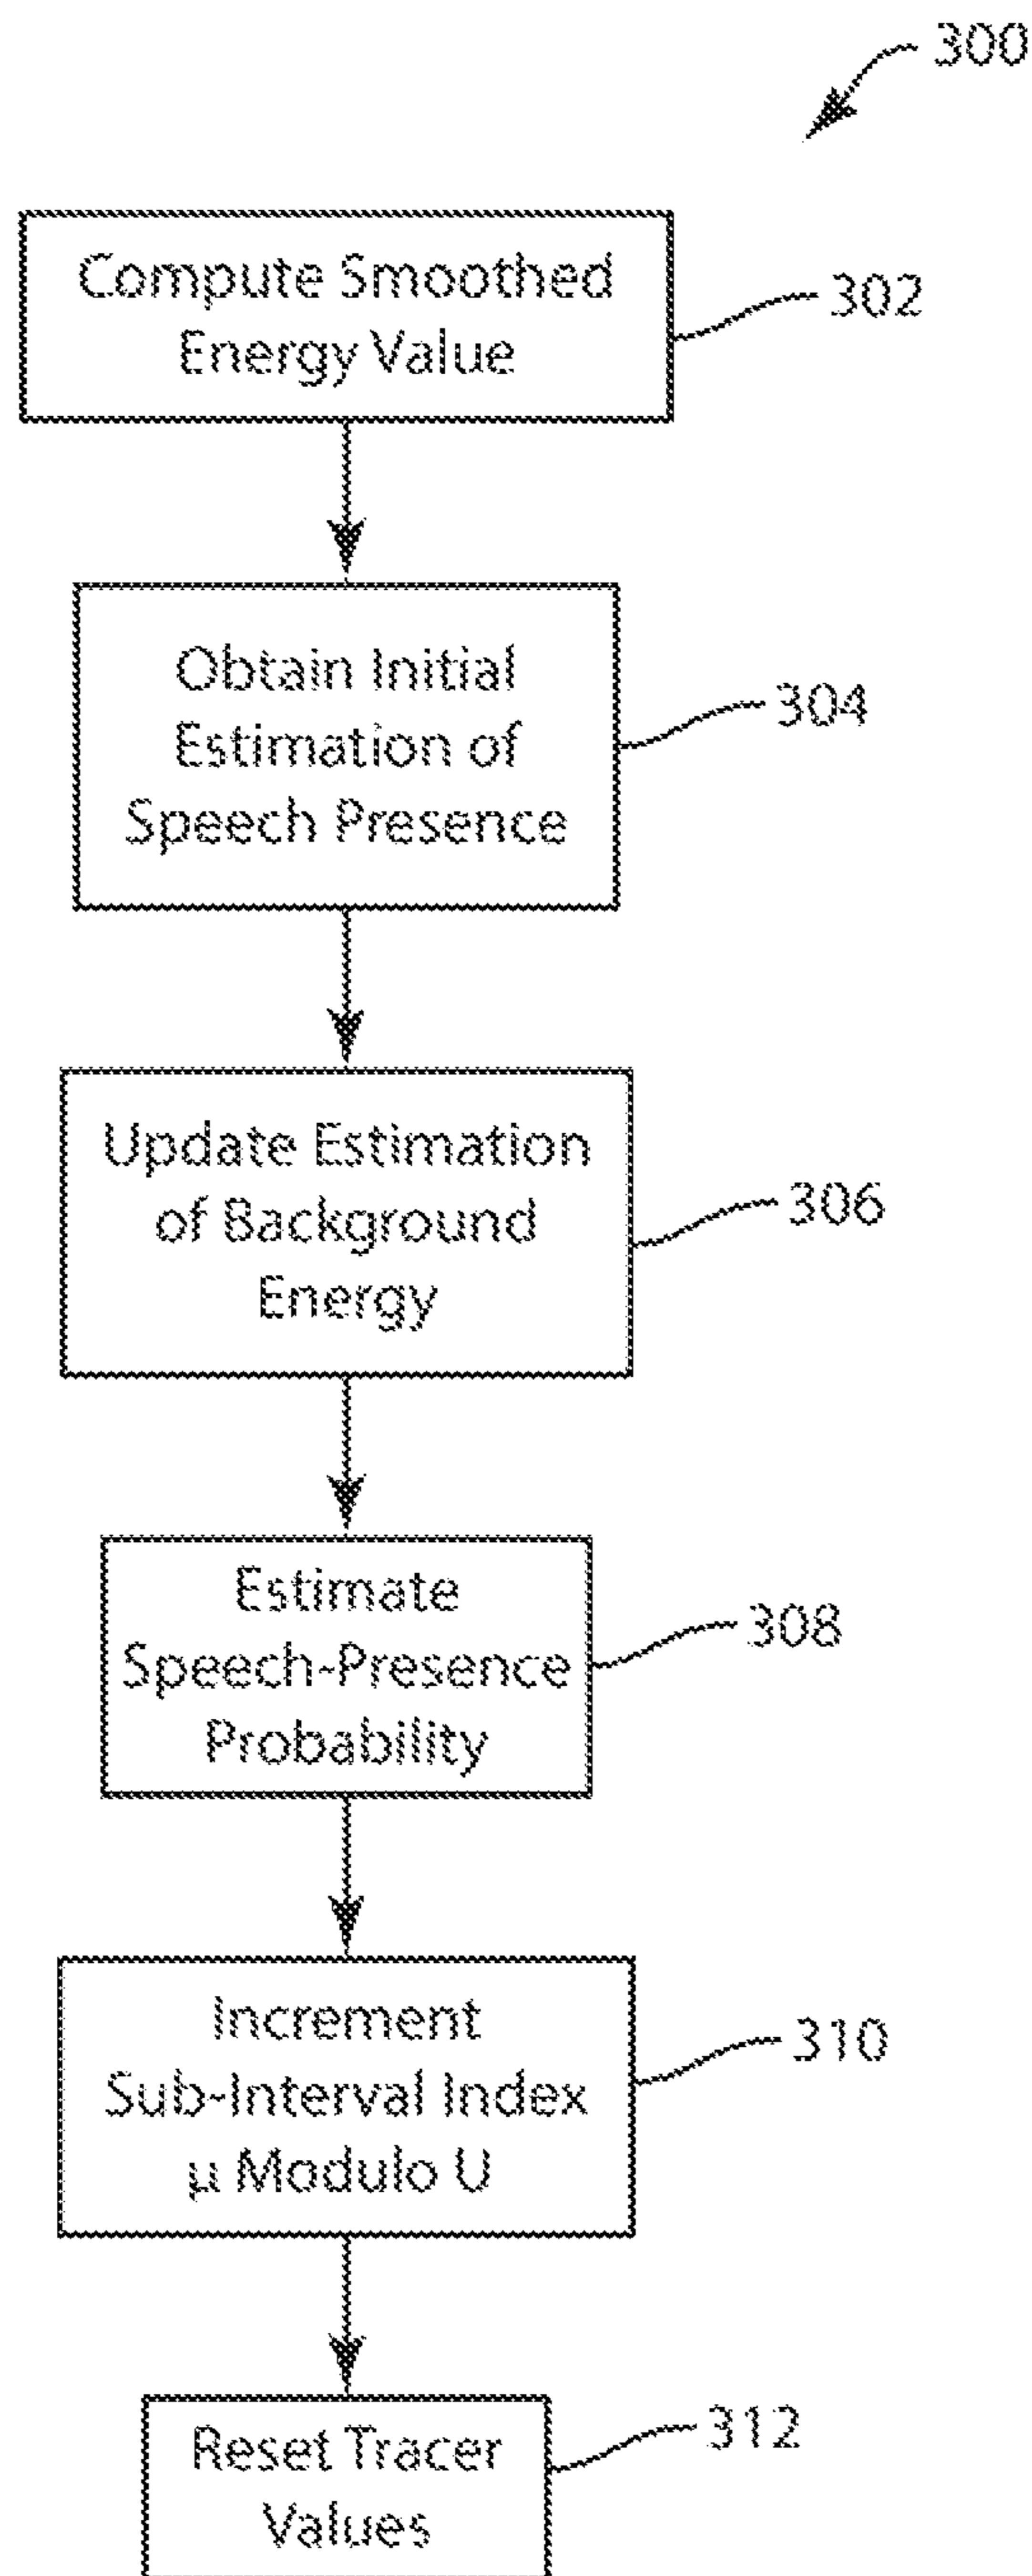 300
Compute Smoothed
Energy Value
302
Obtain Initial
Estimation of
Speech Presence
304
Update Estimation
of Background
Energy
306
Estimate
Speech-Presence
Probability
308
Increment
Sub-Interval Index
µ Modulo U
310
Reset Tracer
Values
312